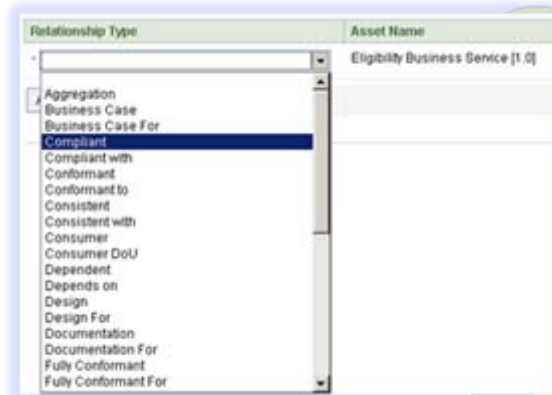 Relationship Type Asset Name
Eligibility Business Service [1.0]
Aggregation
Business Case
Business Case For
Compliant
Compliant with
Conformant
Conformant to
Consistent
Consistent with
Consumer
Consumer DoU
Dependent
Depends on
Design
Design For
Documentation
Documentation For
Fully Conformant
Fully Conformant For